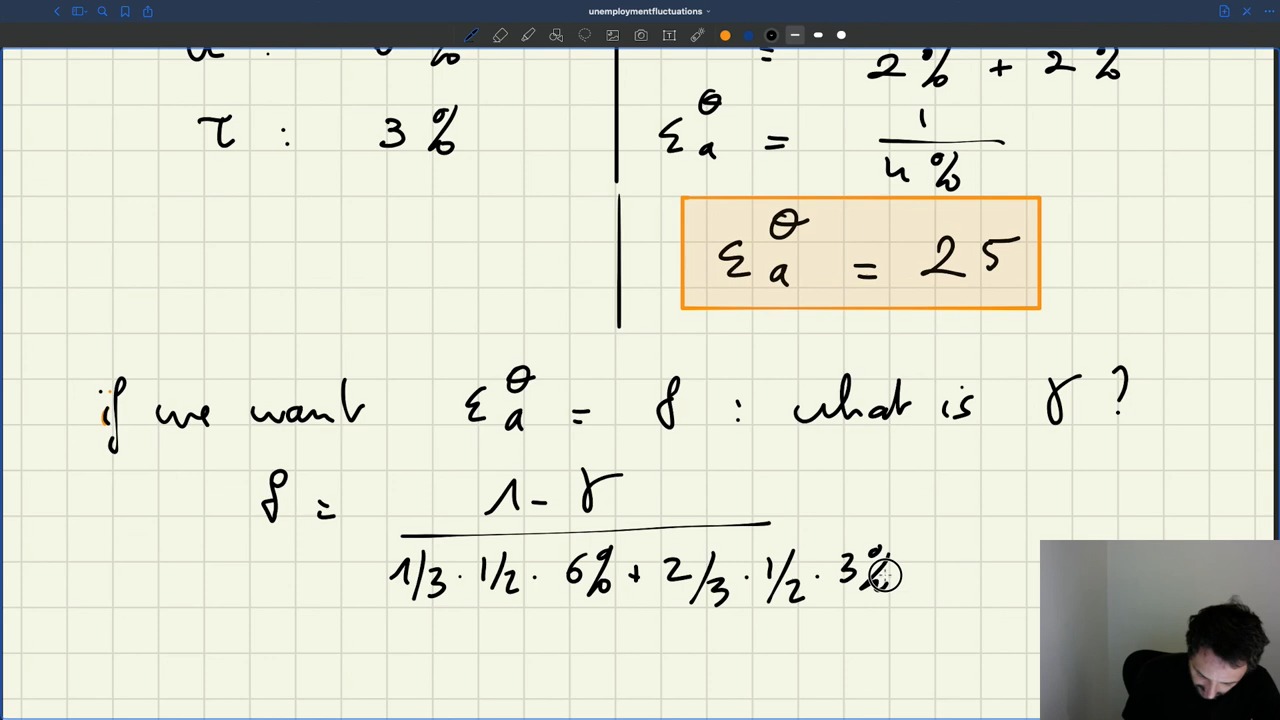 unemploymentfluctuations
= 2% + 2%
τ : 3%
ε_a^θ = 1 / 4%
ε_a^θ = 25
if we want ε_a^θ = 8 : what is γ ?
8 = 1 - γ
1/3 · 1/2 · 6% + 2/3 · 1/2 · 3%